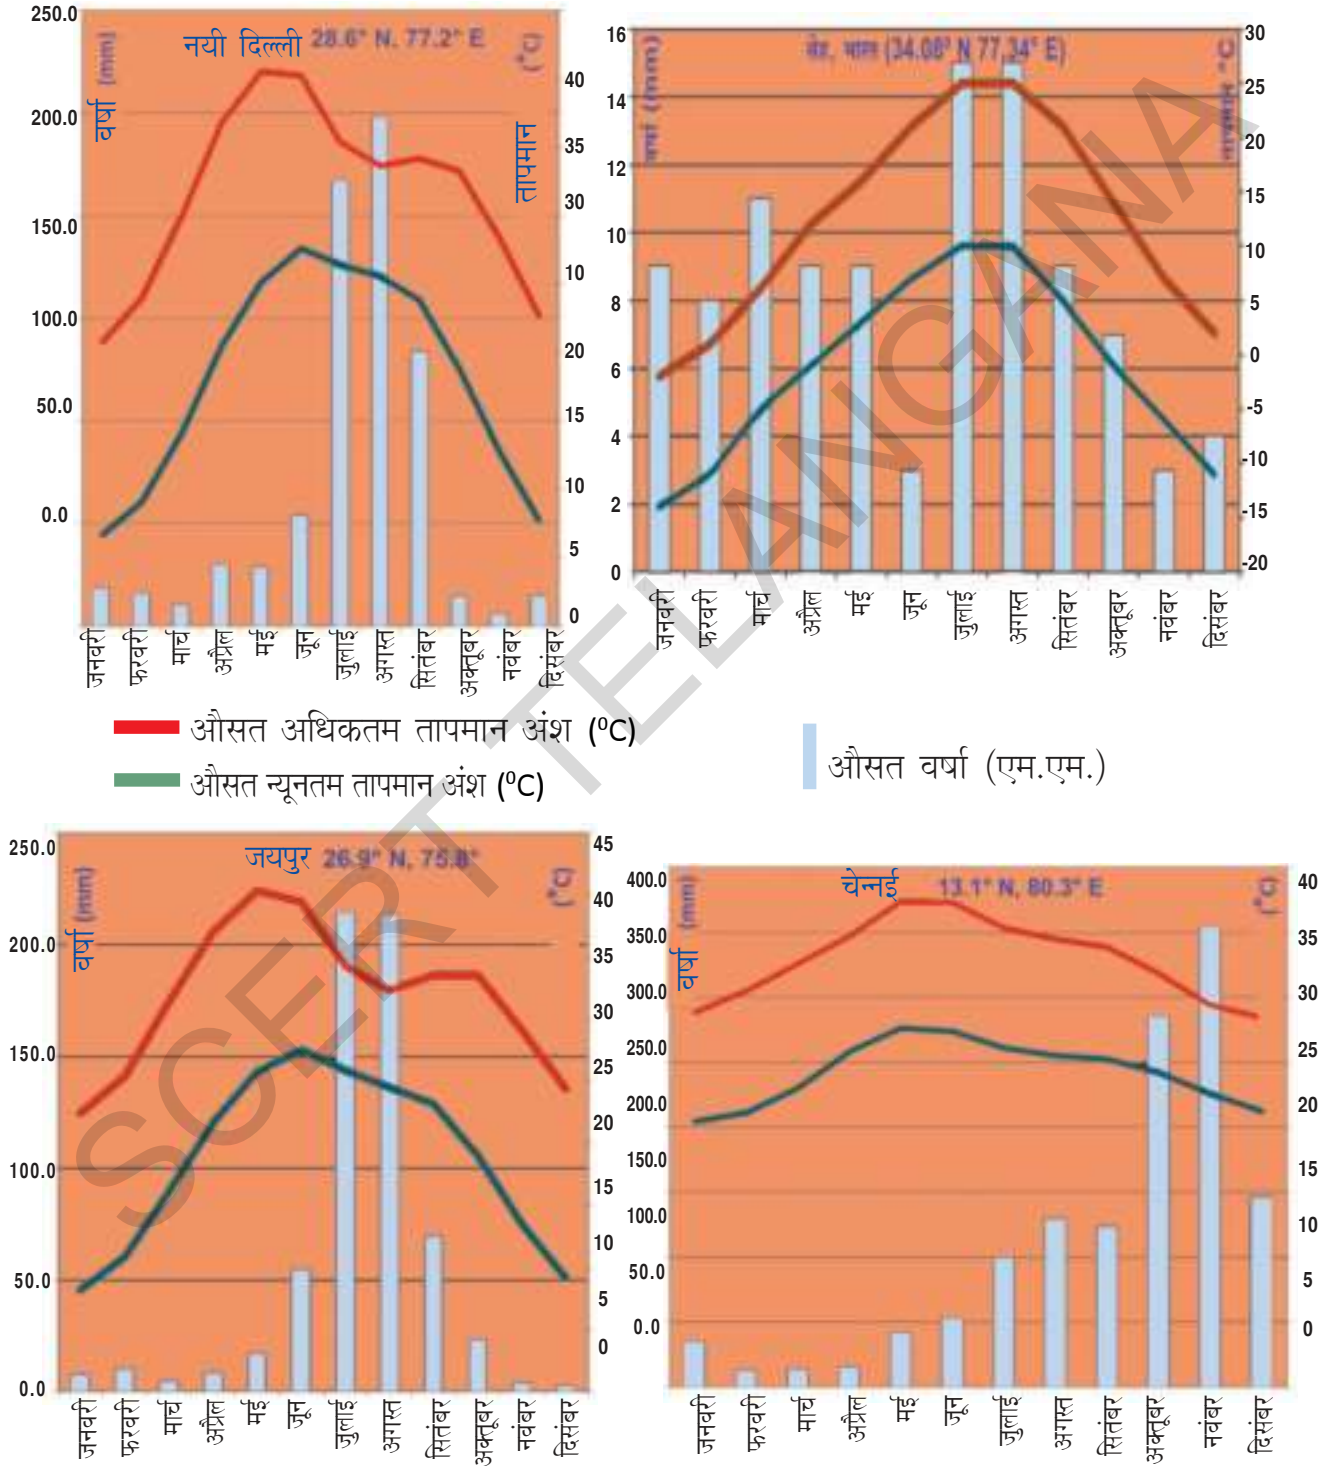 नयी दिल्ली 28.6° N, 77.2° E
वर्षा (mm)
(°C)
तापमान
250.0
200.0
150.0
100.0
50.0
0.0
40
35
30
10
20
15
10
5
0
जनवरी
फरवरी
मार्च
अप्रैल
मई
जून
जुलाई
अगस्त
सितंबर
अक्तूबर
नवंबर
दिसंबर
(34.08° N 77.34° E)
वर्षा (mm)
°C
16
14
12
10
8
6
4
2
0
30
25
20
15
10
5
0
-5
-10
-15
-20
जनवरी
फरवरी
मार्च
अप्रैल
मई
जून
जुलाई
अगस्त
सितंबर
अक्तूबर
नवंबर
दिसंबर
औसत अधिकतम तापमान अंश (⁰C)
औसत न्यूनतम तापमान अंश (⁰C)
औसत वर्षा (एम.एम.)
जयपुर 26.9° N, 75.8°
वर्षा (mm)
(°C)
250.0
200.0
150.0
100.0
50.0
0.0
45
40
35
30
25
20
15
10
5
0
जनवरी
फरवरी
मार्च
अप्रैल
मई
जून
जुलाई
अगस्त
सितंबर
अक्तूबर
नवंबर
दिसंबर
चेन्नई 13.1° N, 80.3° E
वर्षा (mm)
(°C)
400.0
350.0
300.0
250.0
200.0
150.0
100.0
50.0
0.0
40
35
30
25
20
15
10
5
0
जनवरी
फरवरी
मार्च
अप्रैल
मई
जून
जुलाई
अगस्त
सितंबर
अक्तूबर
नवंबर
दिसंबर
SCERT TELANGANA